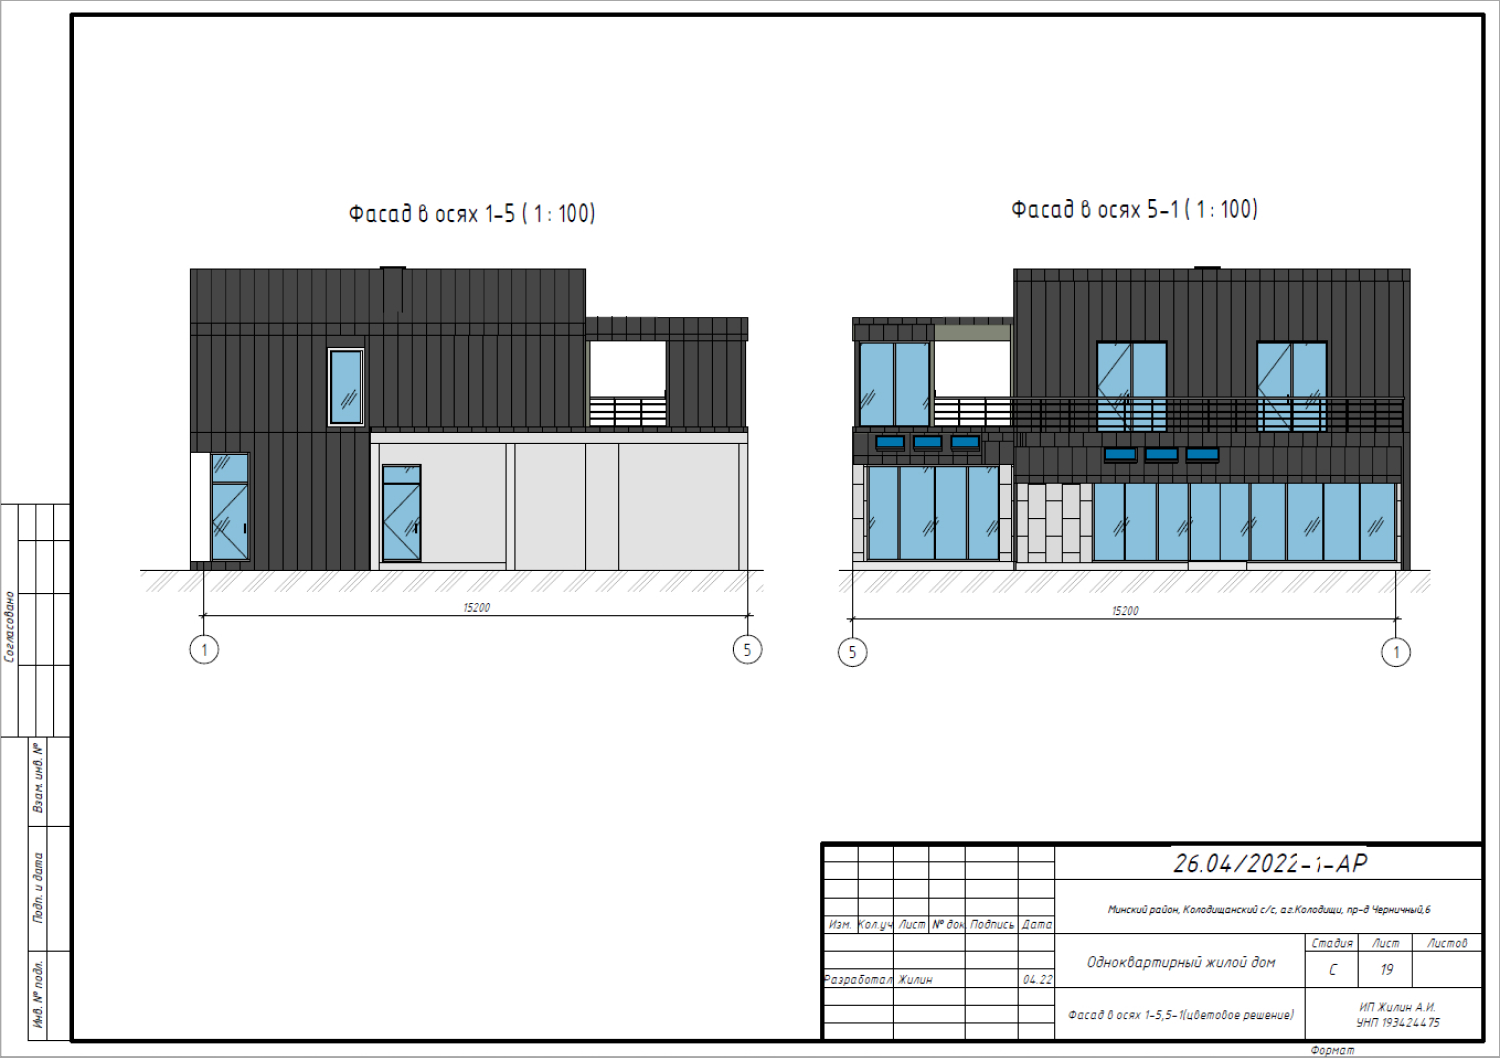 Фасад в осях 1-5 ( 1 : 100)
Фасад в осях 5-1 ( 1 : 100)
15200
1
5
15200
5
1
Согласовано
Взам. инв. №
Подп. и дата
Инв. № подл.
26.04/2022-1-АР
Минский район, Колодищанский с/с, аг.Колодищи, пр-д Черничный,6
Изм. Кол.уч Лист № док. Подпись Дата
Одноквартирный жилой дом
Стадия Лист Листов
С 19
Разработал Жилин 04.22
Фасад в осях 1-5,5-1(цветовое решение)
ИП Жилин А.И.
УНП 193424475
Формат